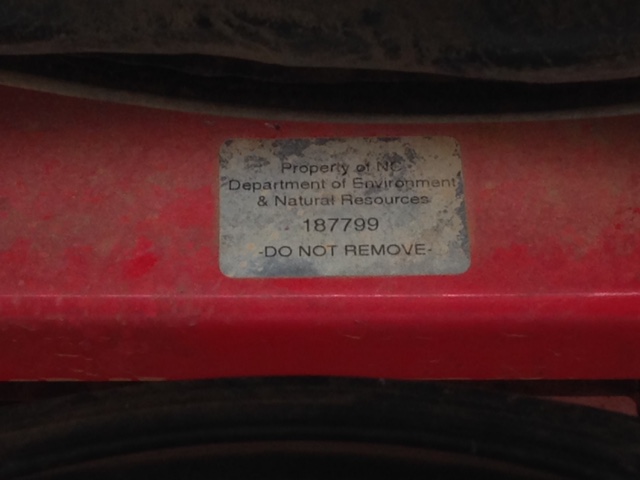 Property of NC
Department of Environment
& Natural Resources
187799
-DO NOT REMOVE-